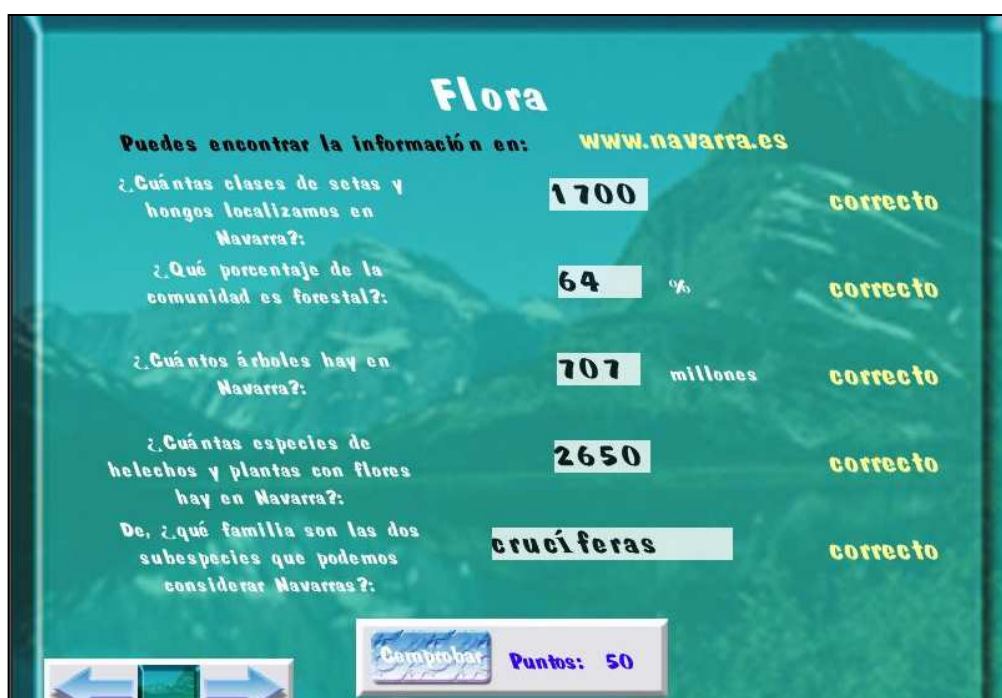 Flora
Puedes encontrar la información en: www.navarra.es
¿Cuántas clases de setas y
hongos localizamos en
Navarra?:
1700
correcto
¿Qué porcentaje de la
comunidad es forestal?:
64 %
correcto
¿Cuántos árboles hay en
Navarra?:
707 millones
correcto
¿Cuántas especies de
helechos y plantas con flores
hay en Navarra?:
2650
correcto
De, ¿qué familia son las dos
subespecies que podemos
considerar Navarras?:
crucíferas
correcto
Comprobar Puntos: 50